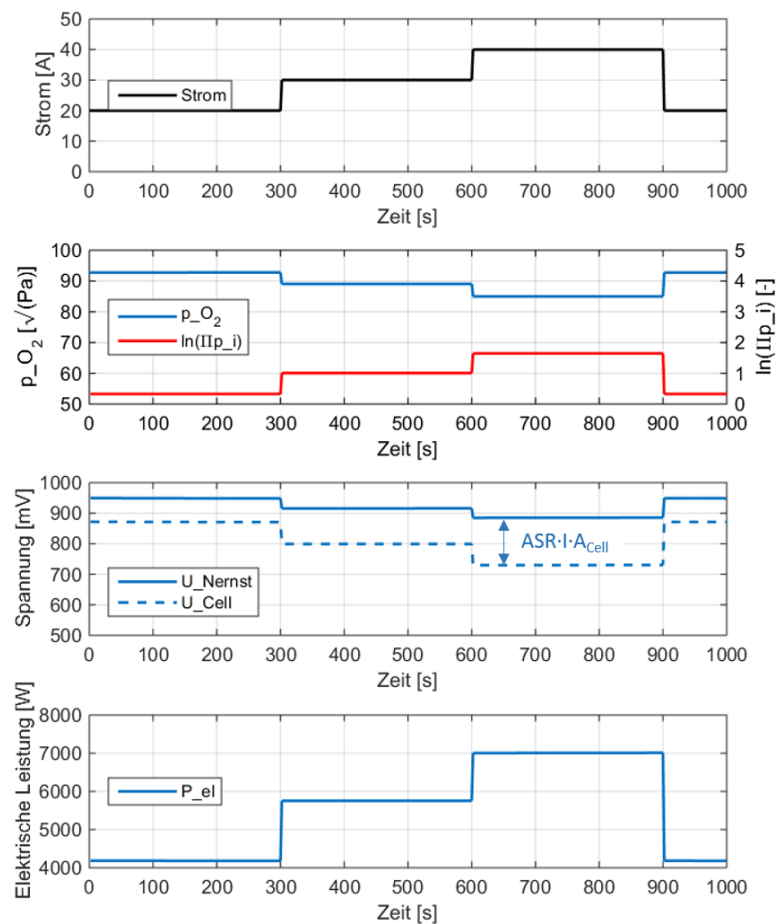 50
40
30
20
10
0
Strom [A]
Strom
0 100 200 300 400 500 600 700 800 900 1000
Zeit [s]
100
90
80
70
60
50
p_O₂ [√(Pa)]
5
4
3
2
1
0
ln(Πp_i) [-]
p_O₂
ln(Πp_i)
0 100 200 300 400 500 600 700 800 900 1000
Zeit [s]
1000
900
800
700
600
500
Spannung [mV]
ASR·I·A_Cell
U_Nernst
U_Cell
0 100 200 300 400 500 600 700 800 900 1000
Zeit [s]
8000
7000
6000
5000
4000
Elektrische Leistung [W]
P_el
0 100 200 300 400 500 600 700 800 900 1000
Zeit [s]